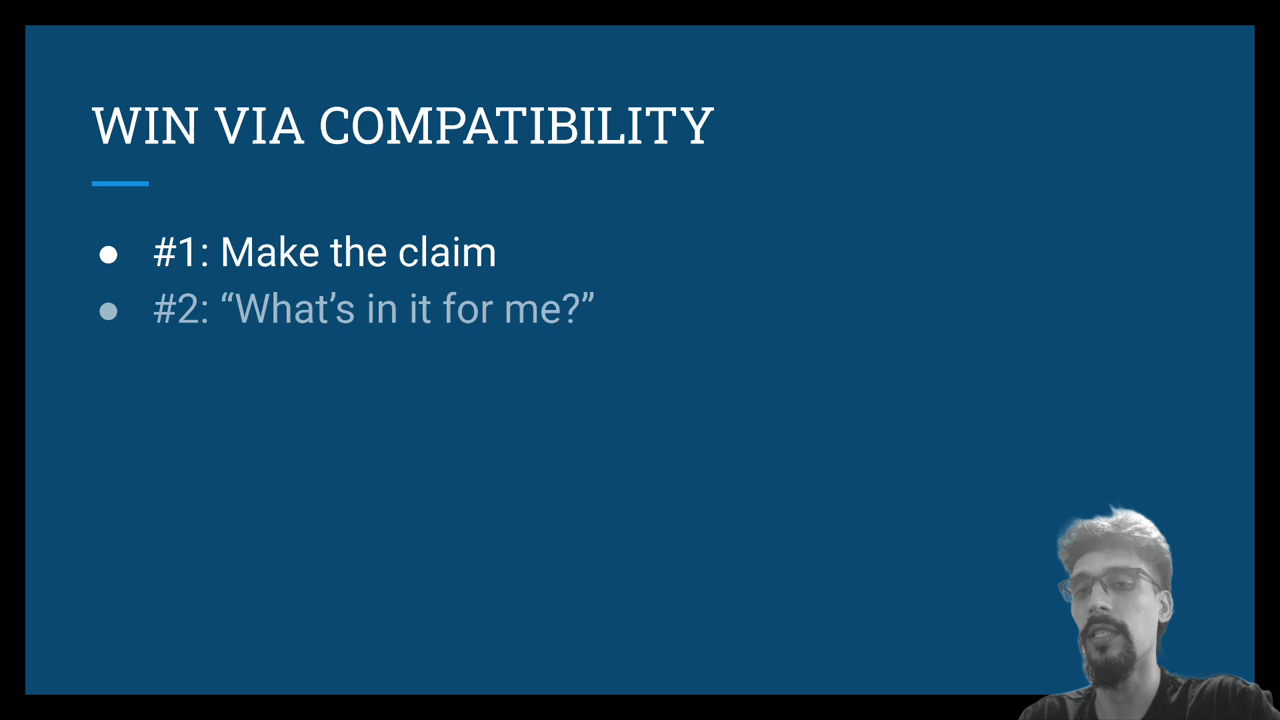 WIN VIA COMPATIBILITY
● #1: Make the claim
● #2: “What’s in it for me?”